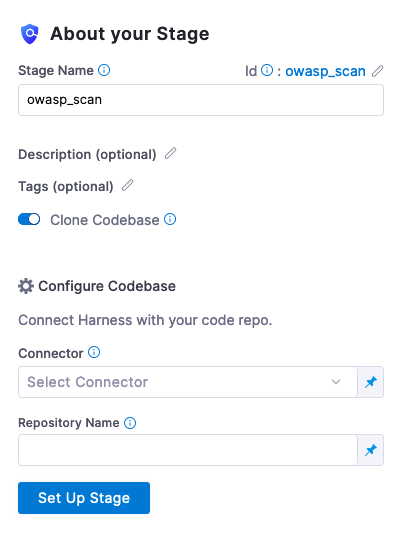 About your Stage
Stage Name Id : owasp_scan
owasp_scan
Description (optional)
Tags (optional)
Clone Codebase
Configure Codebase
Connect Harness with your code repo.
Connector
Select Connector
Repository Name
Set Up Stage